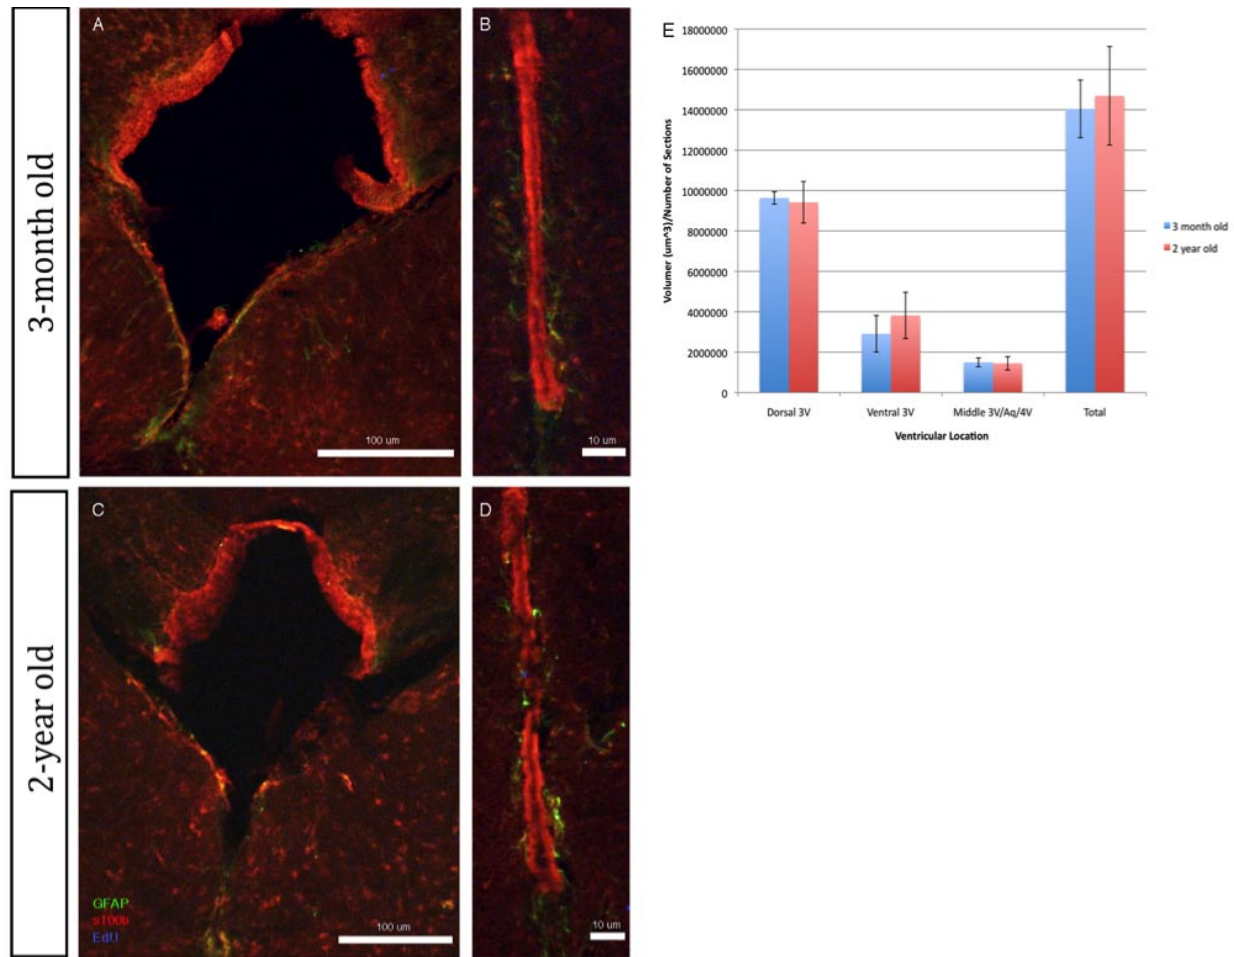 3-month old
A
100 um
B
10 um
2-year old
C
GFAP
s100b
EdU
100 um
D
10 um
E
Volumer (um^3)/Number of Sections
18000000
16000000
14000000
12000000
10000000
8000000
6000000
4000000
2000000
0
Dorsal 3V
Ventral 3V
Middle 3V/Aq/4V
Total
Ventricular Location
3 month old
2 year old